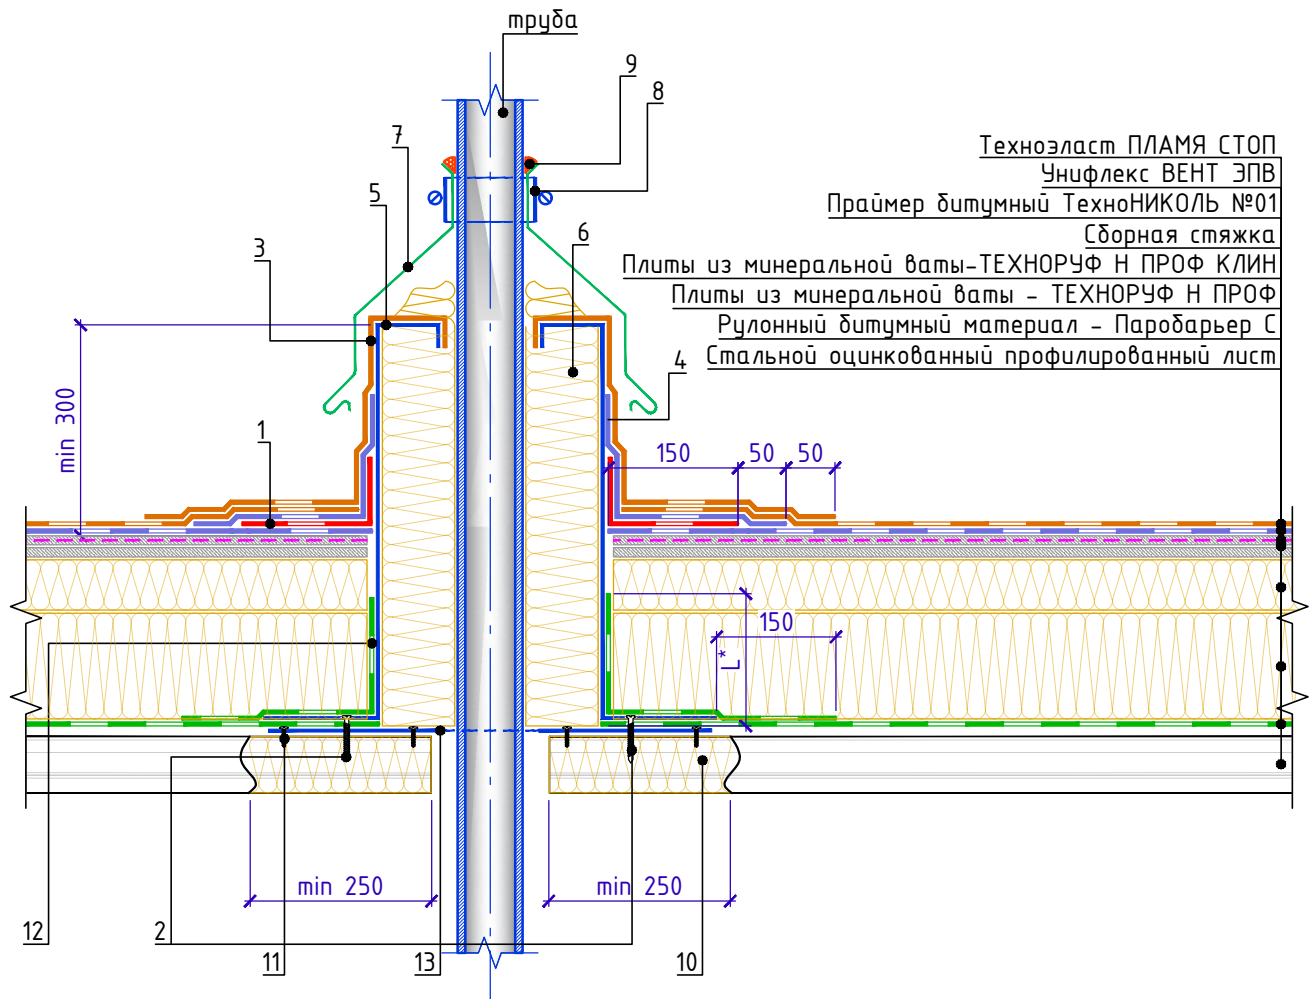 труба
9
8
7
5
3
6
4
1
Техноэласт ПЛАМЯ СТОП
Унифлекс ВЕНТ ЭПВ
Праймер битумный ТехноНИКОЛЬ №01
Сборная стяжка
Плиты из минеральной ваты-ТЕХНОРУФ Н ПРОФ КЛИН
Плиты из минеральной ваты - ТЕХНОРУФ Н ПРОФ
Рулонный битумный материал - Паробарьер С
Стальной оцинкованный профилированный лист
min 300
150
50
50
150
L*
min 250
min 250
12
2
11
13
10